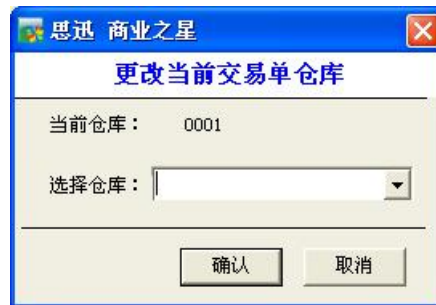 思迅 商业之星
更改当前交易单仓库
当前仓库： 0001
选择仓库：
确认 取消